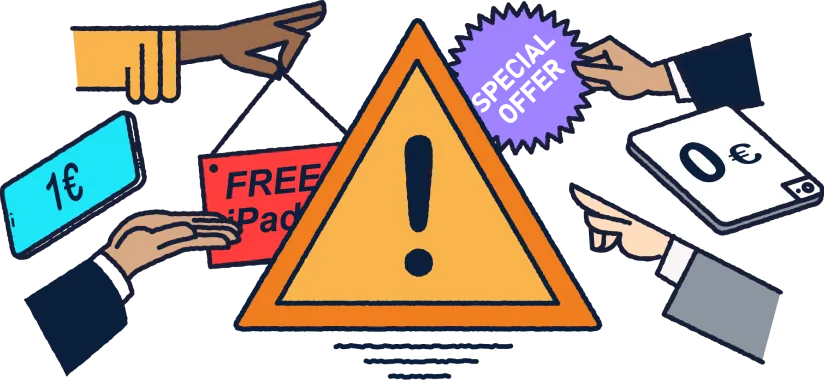 SPECIAL
OFFER
1€
FREE
iPad
0€
!